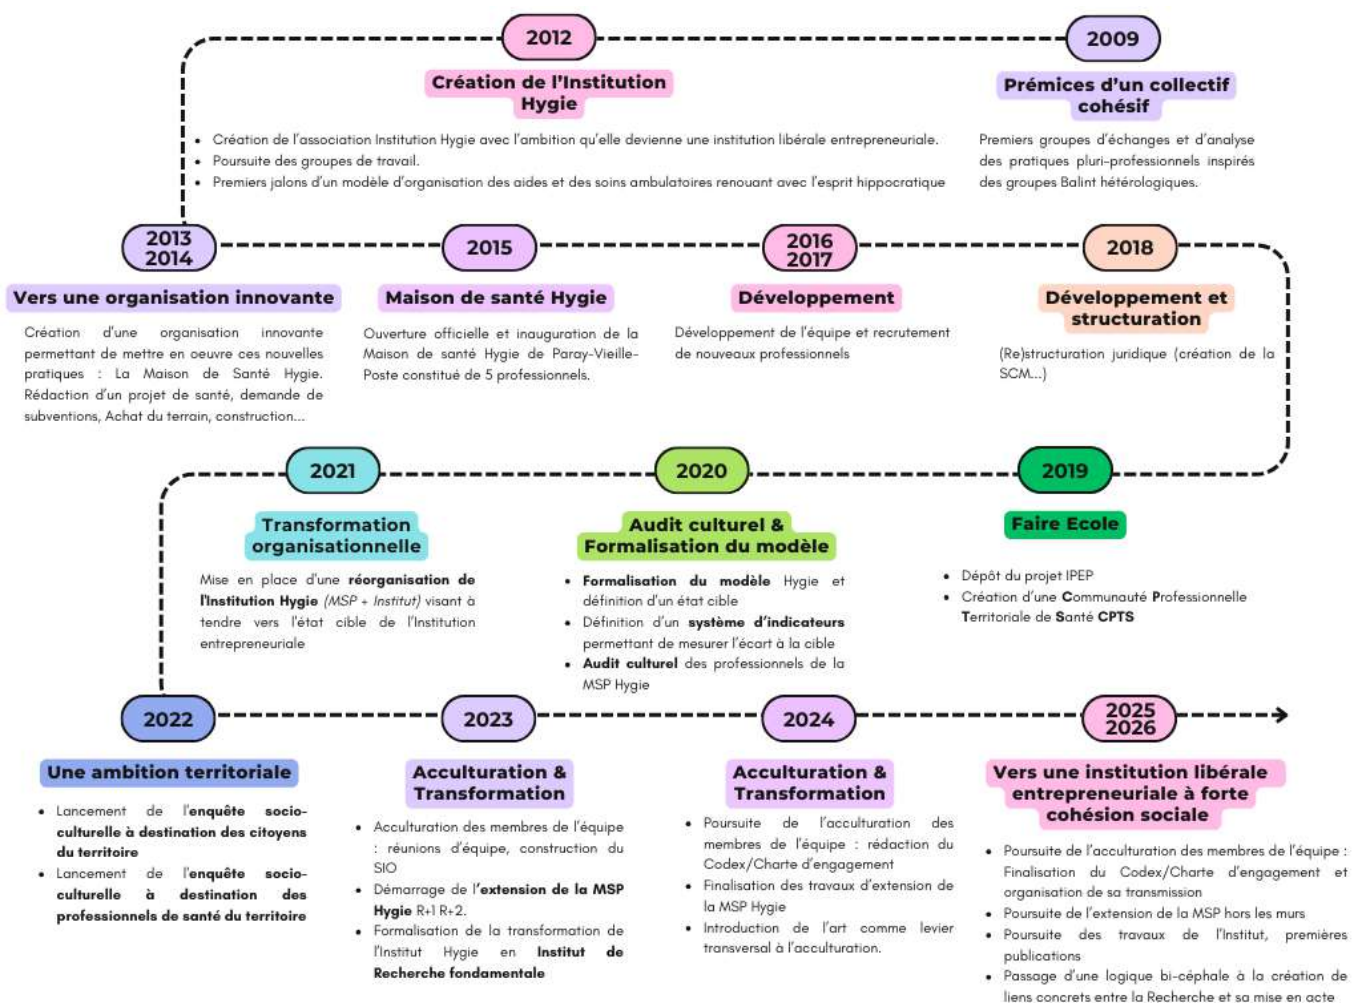 2009
Prémices d'un collectif
cohésif
Premiers groupes d'échanges et d'analyse
des pratiques pluri-professionnels inspirés
des groupes Balint hétérologiques.
2012
Création de l'Institution
Hygie
• Création de l'association Institution Hygie avec l'ambition qu'elle devienne une institution libérale entrepreneuriale.
• Poursuite des groupes de travail.
• Premiers jalons d'un modèle d'organisation des aides et des soins ambulatoires renouant avec l'esprit hippocratique
2013
2014
Vers une organisation innovante
Création d'une organisation innovante
permettant de mettre en oeuvre ces nouvelles
pratiques : La Maison de Santé Hygie.
Rédaction d'un projet de santé, demande de
subventions, Achat du terrain, construction...
2015
Maison de santé Hygie
Ouverture officielle et inauguration de la
Maison de santé Hygie de Paray-Vieille-
Poste constitué de 5 professionnels.
2016
2017
Développement
Développement de l'équipe et recrutement
de nouveaux professionnels
2018
Développement et
structuration
(Re)structuration juridique (création de la
SCM...)
2019
Faire Ecole
• Dépôt du projet IPEP
• Création d'une Communauté Professionnelle
Territoriale de Santé CPTS
2020
Audit culturel &
Formalisation du modèle
• Formalisation du modèle Hygie et
définition d'un état cible
• Définition d'un système d'indicateurs
permettant de mesurer l'écart à la cible
• Audit culturel des professionnels de la
MSP Hygie
2021
Transformation
organisationnelle
Mise en place d'une réorganisation de
l'Institution Hygie (MSP + Institut) visant à
tendre vers l'état cible de l'Institution
entrepreneuriale
2022
Une ambition territoriale
• Lancement de l'enquête socio-
culturelle à destination des citoyens
du territoire
• Lancement de l'enquête socio-
culturelle à destination des
professionnels de santé du territoire
2023
Acculturation &
Transformation
• Acculturation des membres de l'équipe
: réunions d'équipe, construction du
SIO
• Démarrage de l'extension de la MSP
Hygie R+1 R+2.
• Formalisation de la transformation de
l'Institut Hygie en Institut de
Recherche fondamentale
2024
Acculturation &
Transformation
• Poursuite de l'acculturation des
membres de l'équipe : rédaction du
Codex/Charte d'engagement
• Finalisation des travaux d'extension de
la MSP Hygie
• Introduction de l'art comme levier
transversal à l'acculturation.
2025
2026
Vers une institution libérale
entrepreneuriale à forte
cohésion sociale
• Poursuite de l'acculturation des membres de l'équipe :
Finalisation du Codex/Charte d'engagement et
organisation de sa transmission
• Poursuite de l'extension de la MSP hors les murs
• Poursuite des travaux de l'Institut, premières
publications
• Passage d'une logique bi-céphale à la création de
liens concrets entre la Recherche et sa mise en acte